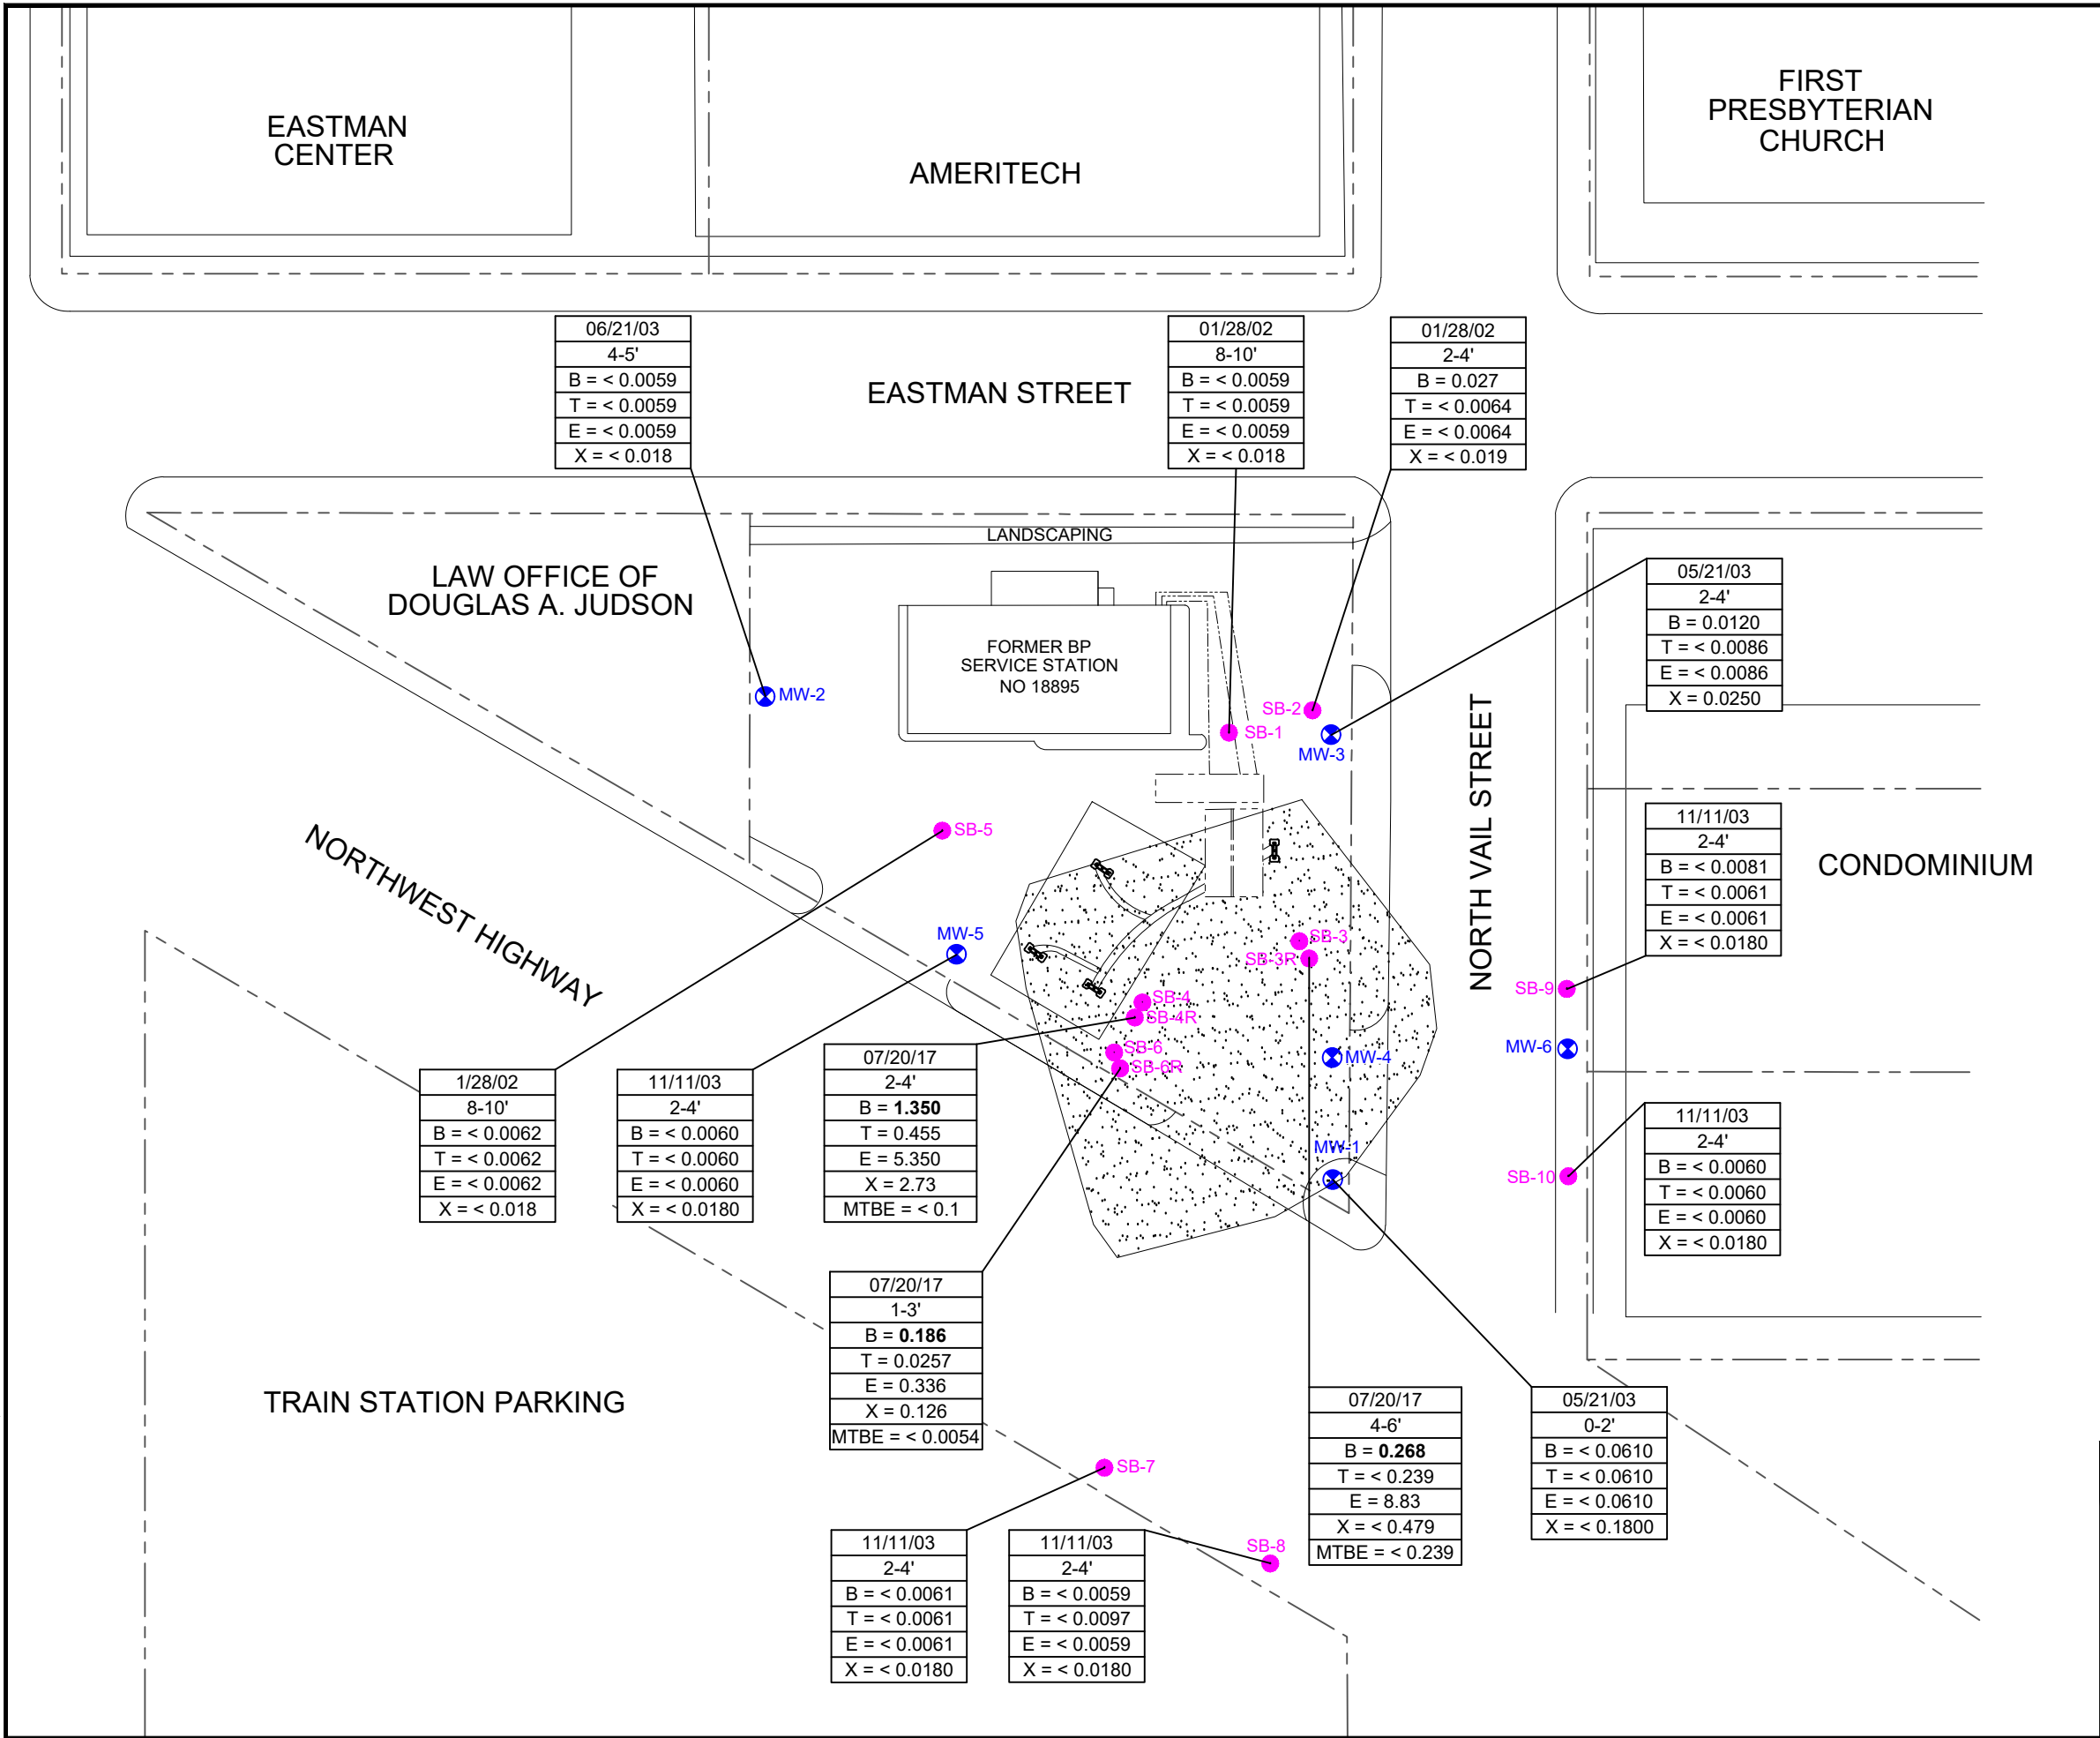 EASTMAN
CENTER
AMERITECH
FIRST
PRESBYTERIAN
CHURCH
06/21/03
4-5'
B = < 0.0059
T = < 0.0059
E = < 0.0059
X = < 0.018
EASTMAN STREET
01/28/02
8-10'
B = < 0.0059
T = < 0.0059
E = < 0.0059
X = < 0.018
01/28/02
2-4'
B = 0.027
T = < 0.0064
E = < 0.0064
X = < 0.019
LANDSCAPING
LAW OFFICE OF
DOUGLAS A. JUDSON
FORMER BP
SERVICE STATION
NO 18895
05/21/03
2-4'
B = 0.0120
T = < 0.0086
E = < 0.0086
X = 0.0250
MW-2
SB-2
SB-1
MW-3
NORTH VAIL STREET
SB-5
NORTHWEST HIGHWAY
11/11/03
2-4'
B = < 0.0081
T = < 0.0061
E = < 0.0061
X = < 0.0180
CONDOMINIUM
MW-5
SB-3
SB-3R
SB-9
SB-4
SB-4R
SB-6
SB-6R
MW-4
MW-6
1/28/02
8-10'
B = < 0.0062
T = < 0.0062
E = < 0.0062
X = < 0.018
11/11/03
2-4'
B = < 0.0060
T = < 0.0060
E = < 0.0060
X = < 0.0180
07/20/17
2-4'
B = 1.350
T = 0.455
E = 5.350
X = 2.73
MTBE = < 0.1
MW-1
SB-10
11/11/03
2-4'
B = < 0.0060
T = < 0.0060
E = < 0.0060
X = < 0.0180
07/20/17
1-3'
B = 0.186
T = 0.0257
E = 0.336
X = 0.126
MTBE = < 0.0054
TRAIN STATION PARKING
07/20/17
4-6'
B = 0.268
T = < 0.239
E = 8.83
X = < 0.479
MTBE = < 0.239
05/21/03
0-2'
B = < 0.0610
T = < 0.0610
E = < 0.0610
X = < 0.1800
SB-7
SB-8
11/11/03
2-4'
B = < 0.0061
T = < 0.0061
E = < 0.0061
X = < 0.0180
11/11/03
2-4'
B = < 0.0059
T = < 0.0097
E = < 0.0059
X = < 0.0180